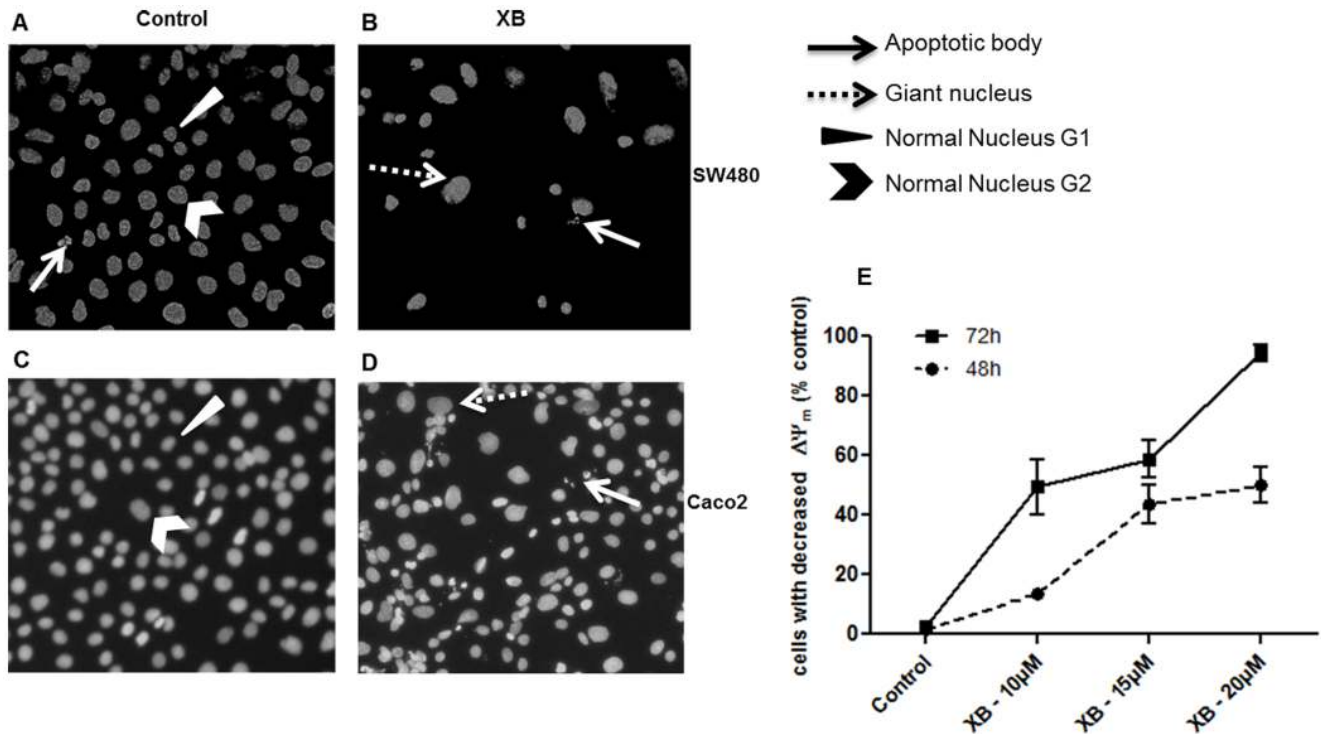 A Control
B XB
Apoptotic body
Giant nucleus
Normal Nucleus G1
Normal Nucleus G2
SW480
C
D
Caco2
E
72h
48h
cells with decreased ΔΨm (% control)
100
80
60
40
20
0
Control
XB - 10µM
XB - 15µM
XB - 20µM